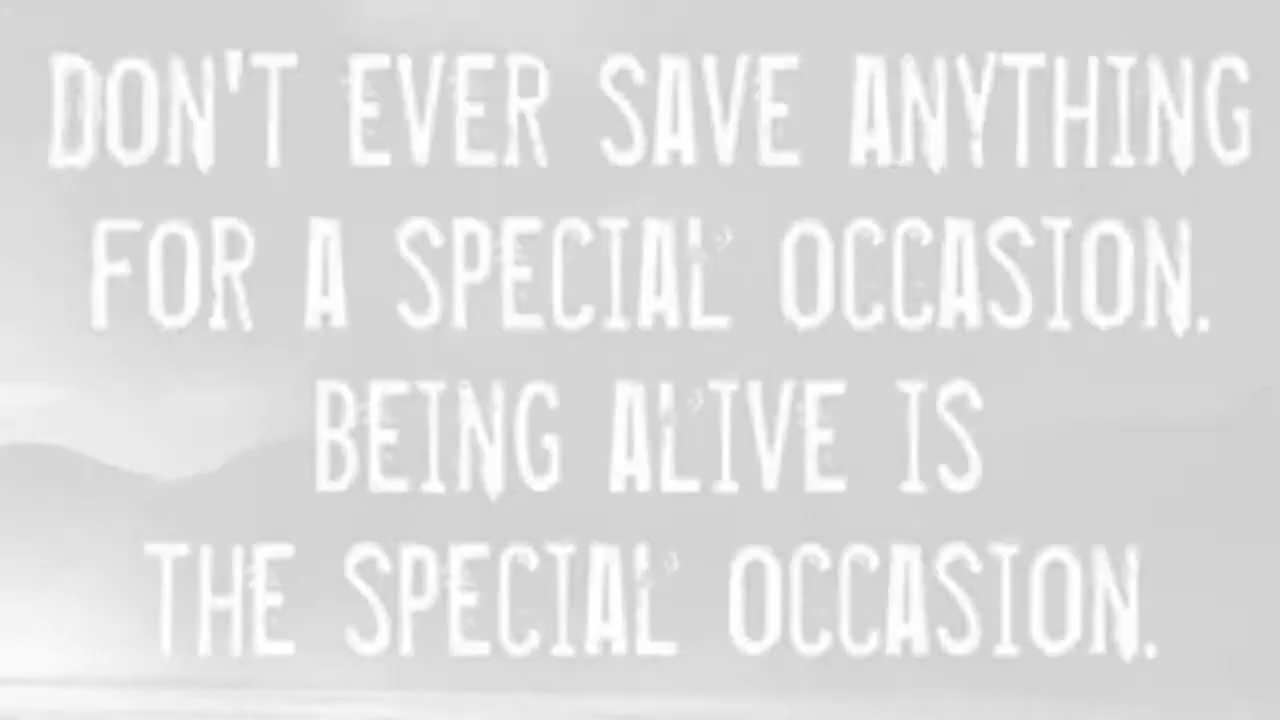 DON'T EVER SAVE ANYTHING
FOR A SPECIAL OCCASION.
BEING ALIVE IS
THE SPECIAL OCCASION.